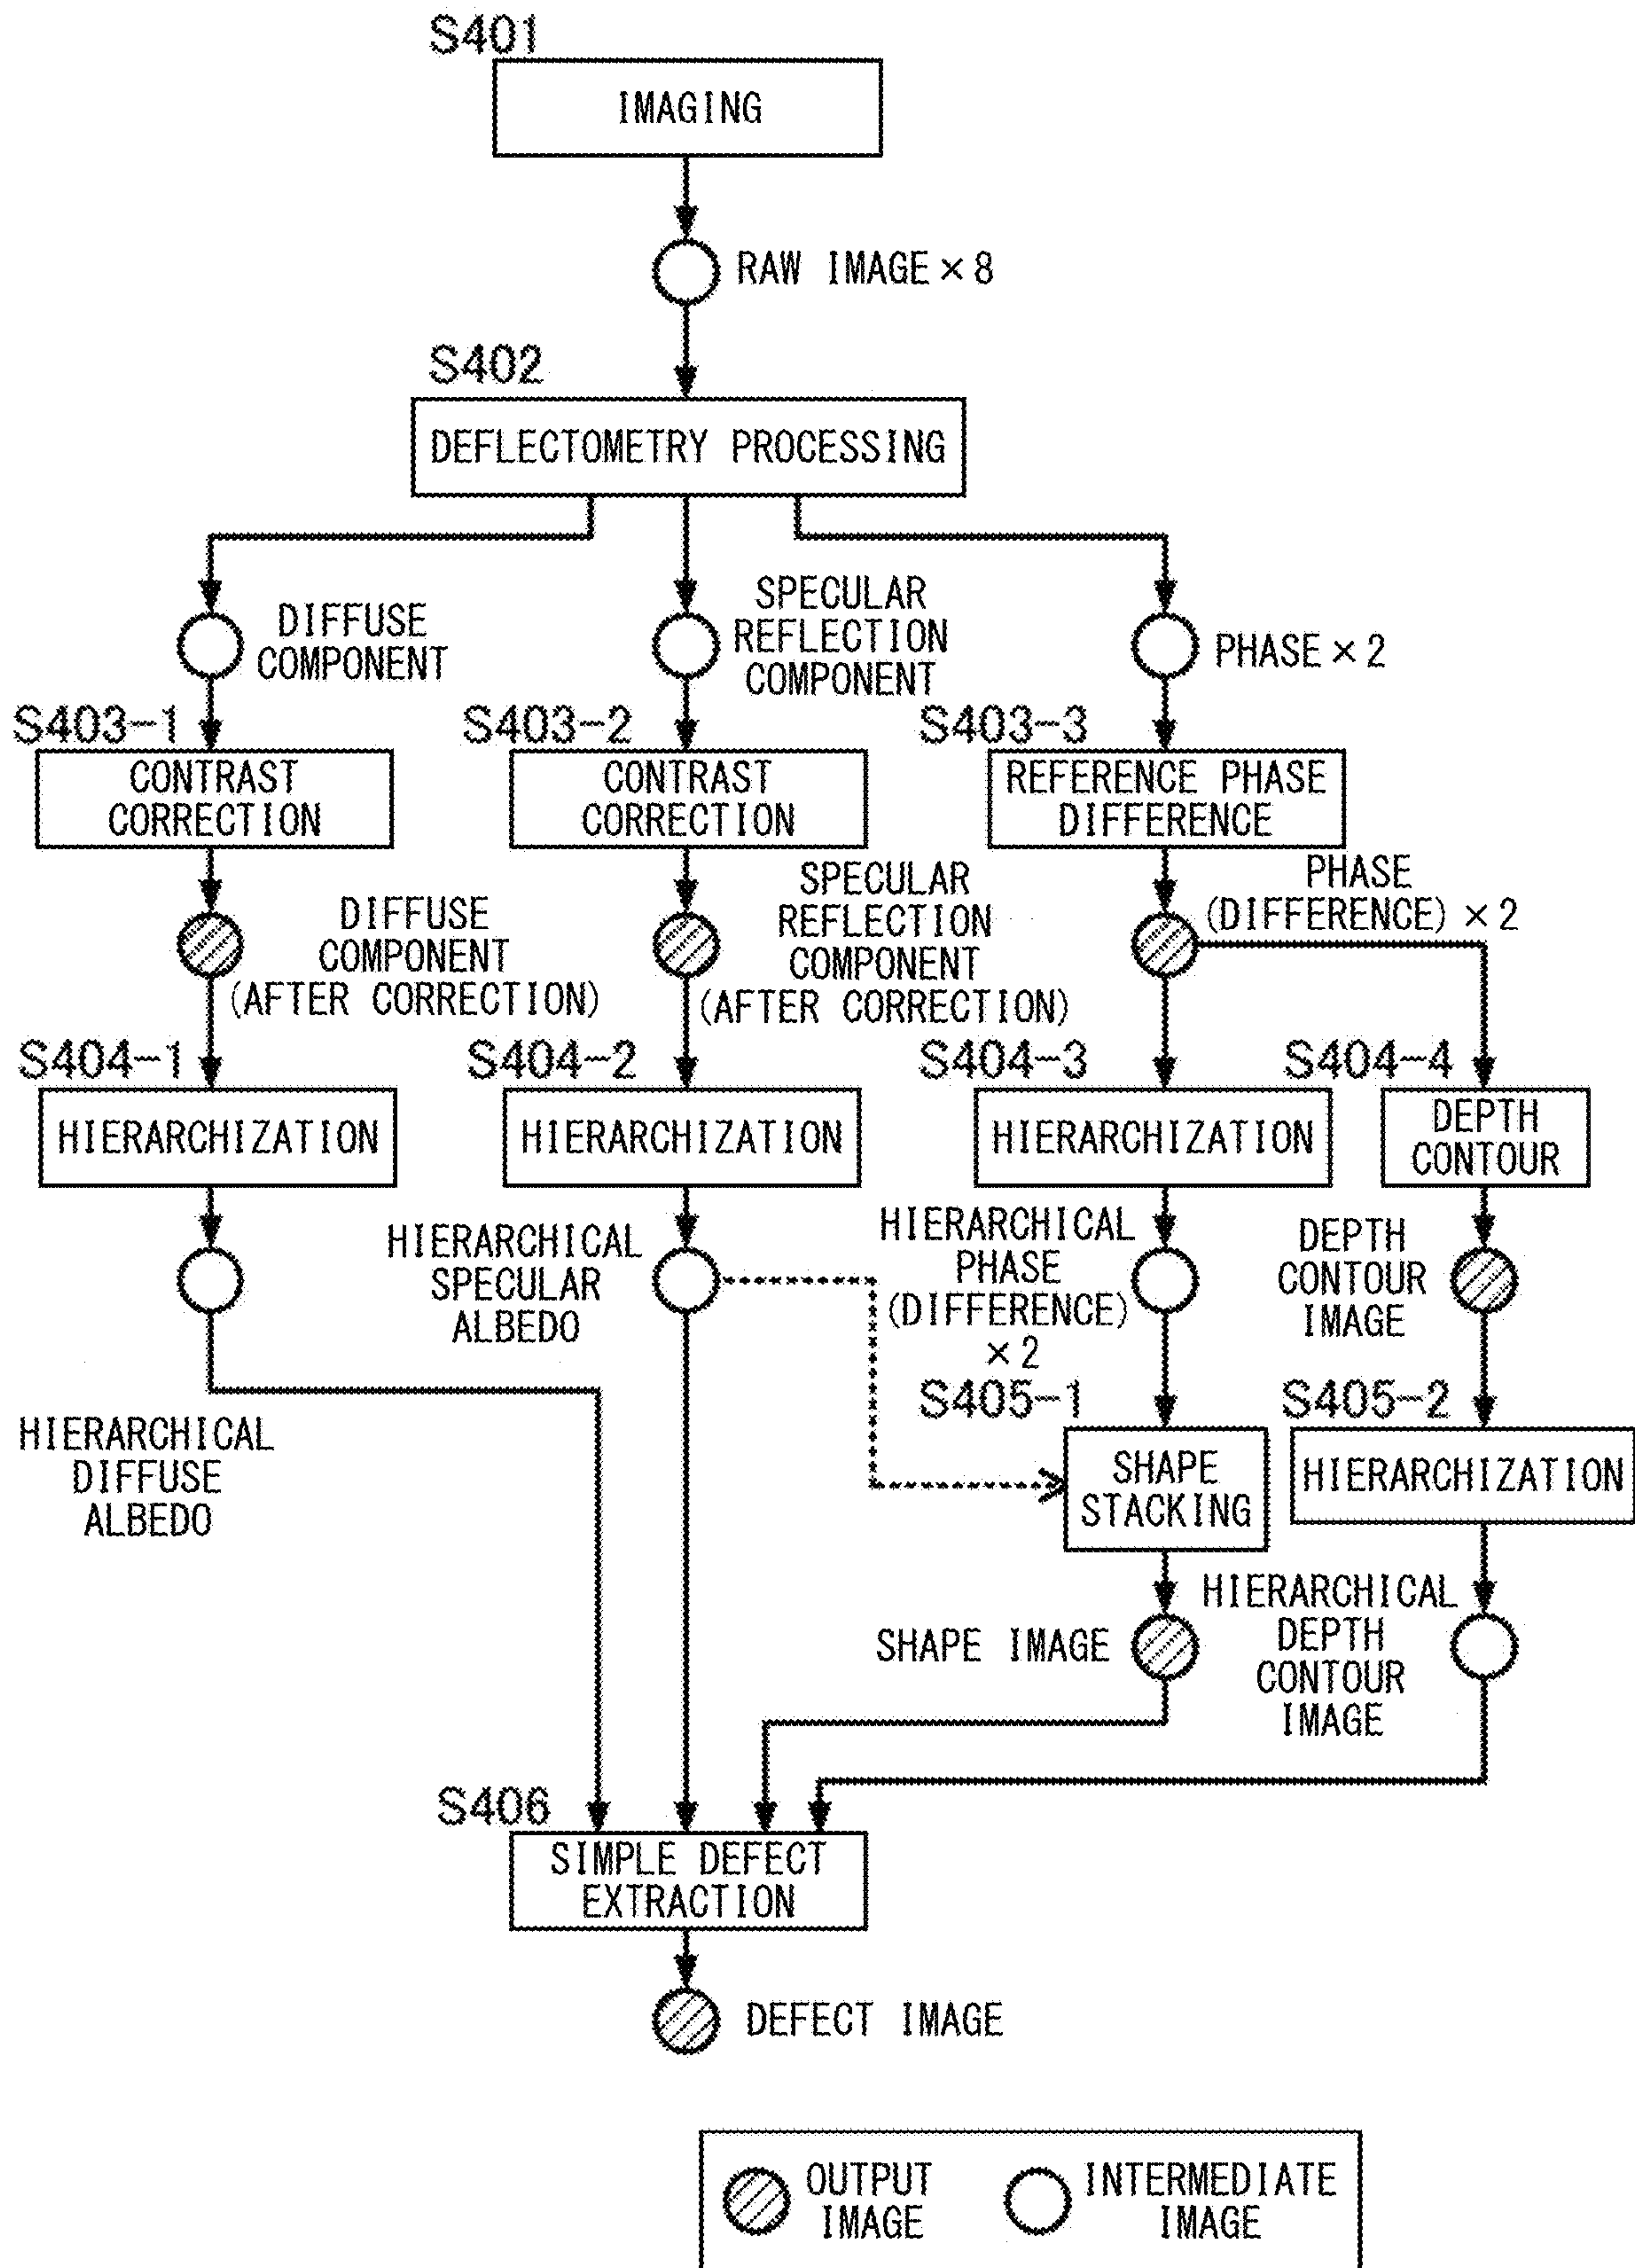 S401
IMAGING
RAW IMAGE×8
S402
DEFLECTOMETRY PROCESSING
DIFFUSE
COMPONENT
SPECULAR
REFLECTION
COMPONENT
PHASE×2
S403-1
CONTRAST
CORRECTION
S403-2
CONTRAST
CORRECTION
S403-3
REFERENCE PHASE
DIFFERENCE
DIFFUSE
COMPONENT
(AFTER CORRECTION)
SPECULAR
REFLECTION
COMPONENT
(AFTER CORRECTION)
PHASE
(DIFFERENCE)×2
S404-1
HIERARCHIZATION
S404-2
HIERARCHIZATION
S404-3
HIERARCHIZATION
S404-4
DEPTH
CONTOUR
HIERARCHICAL
DIFFUSE
ALBEDO
HIERARCHICAL
SPECULAR
ALBEDO
HIERARCHICAL
PHASE
(DIFFERENCE)
×2
DEPTH
CONTOUR
IMAGE
S405-1
SHAPE
STACKING
S405-2
HIERARCHIZATION
SHAPE IMAGE
HIERARCHICAL
DEPTH
CONTOUR
IMAGE
S406
SIMPLE DEFECT
EXTRACTION
DEFECT IMAGE
OUTPUT
IMAGE
INTERMEDIATE
IMAGE